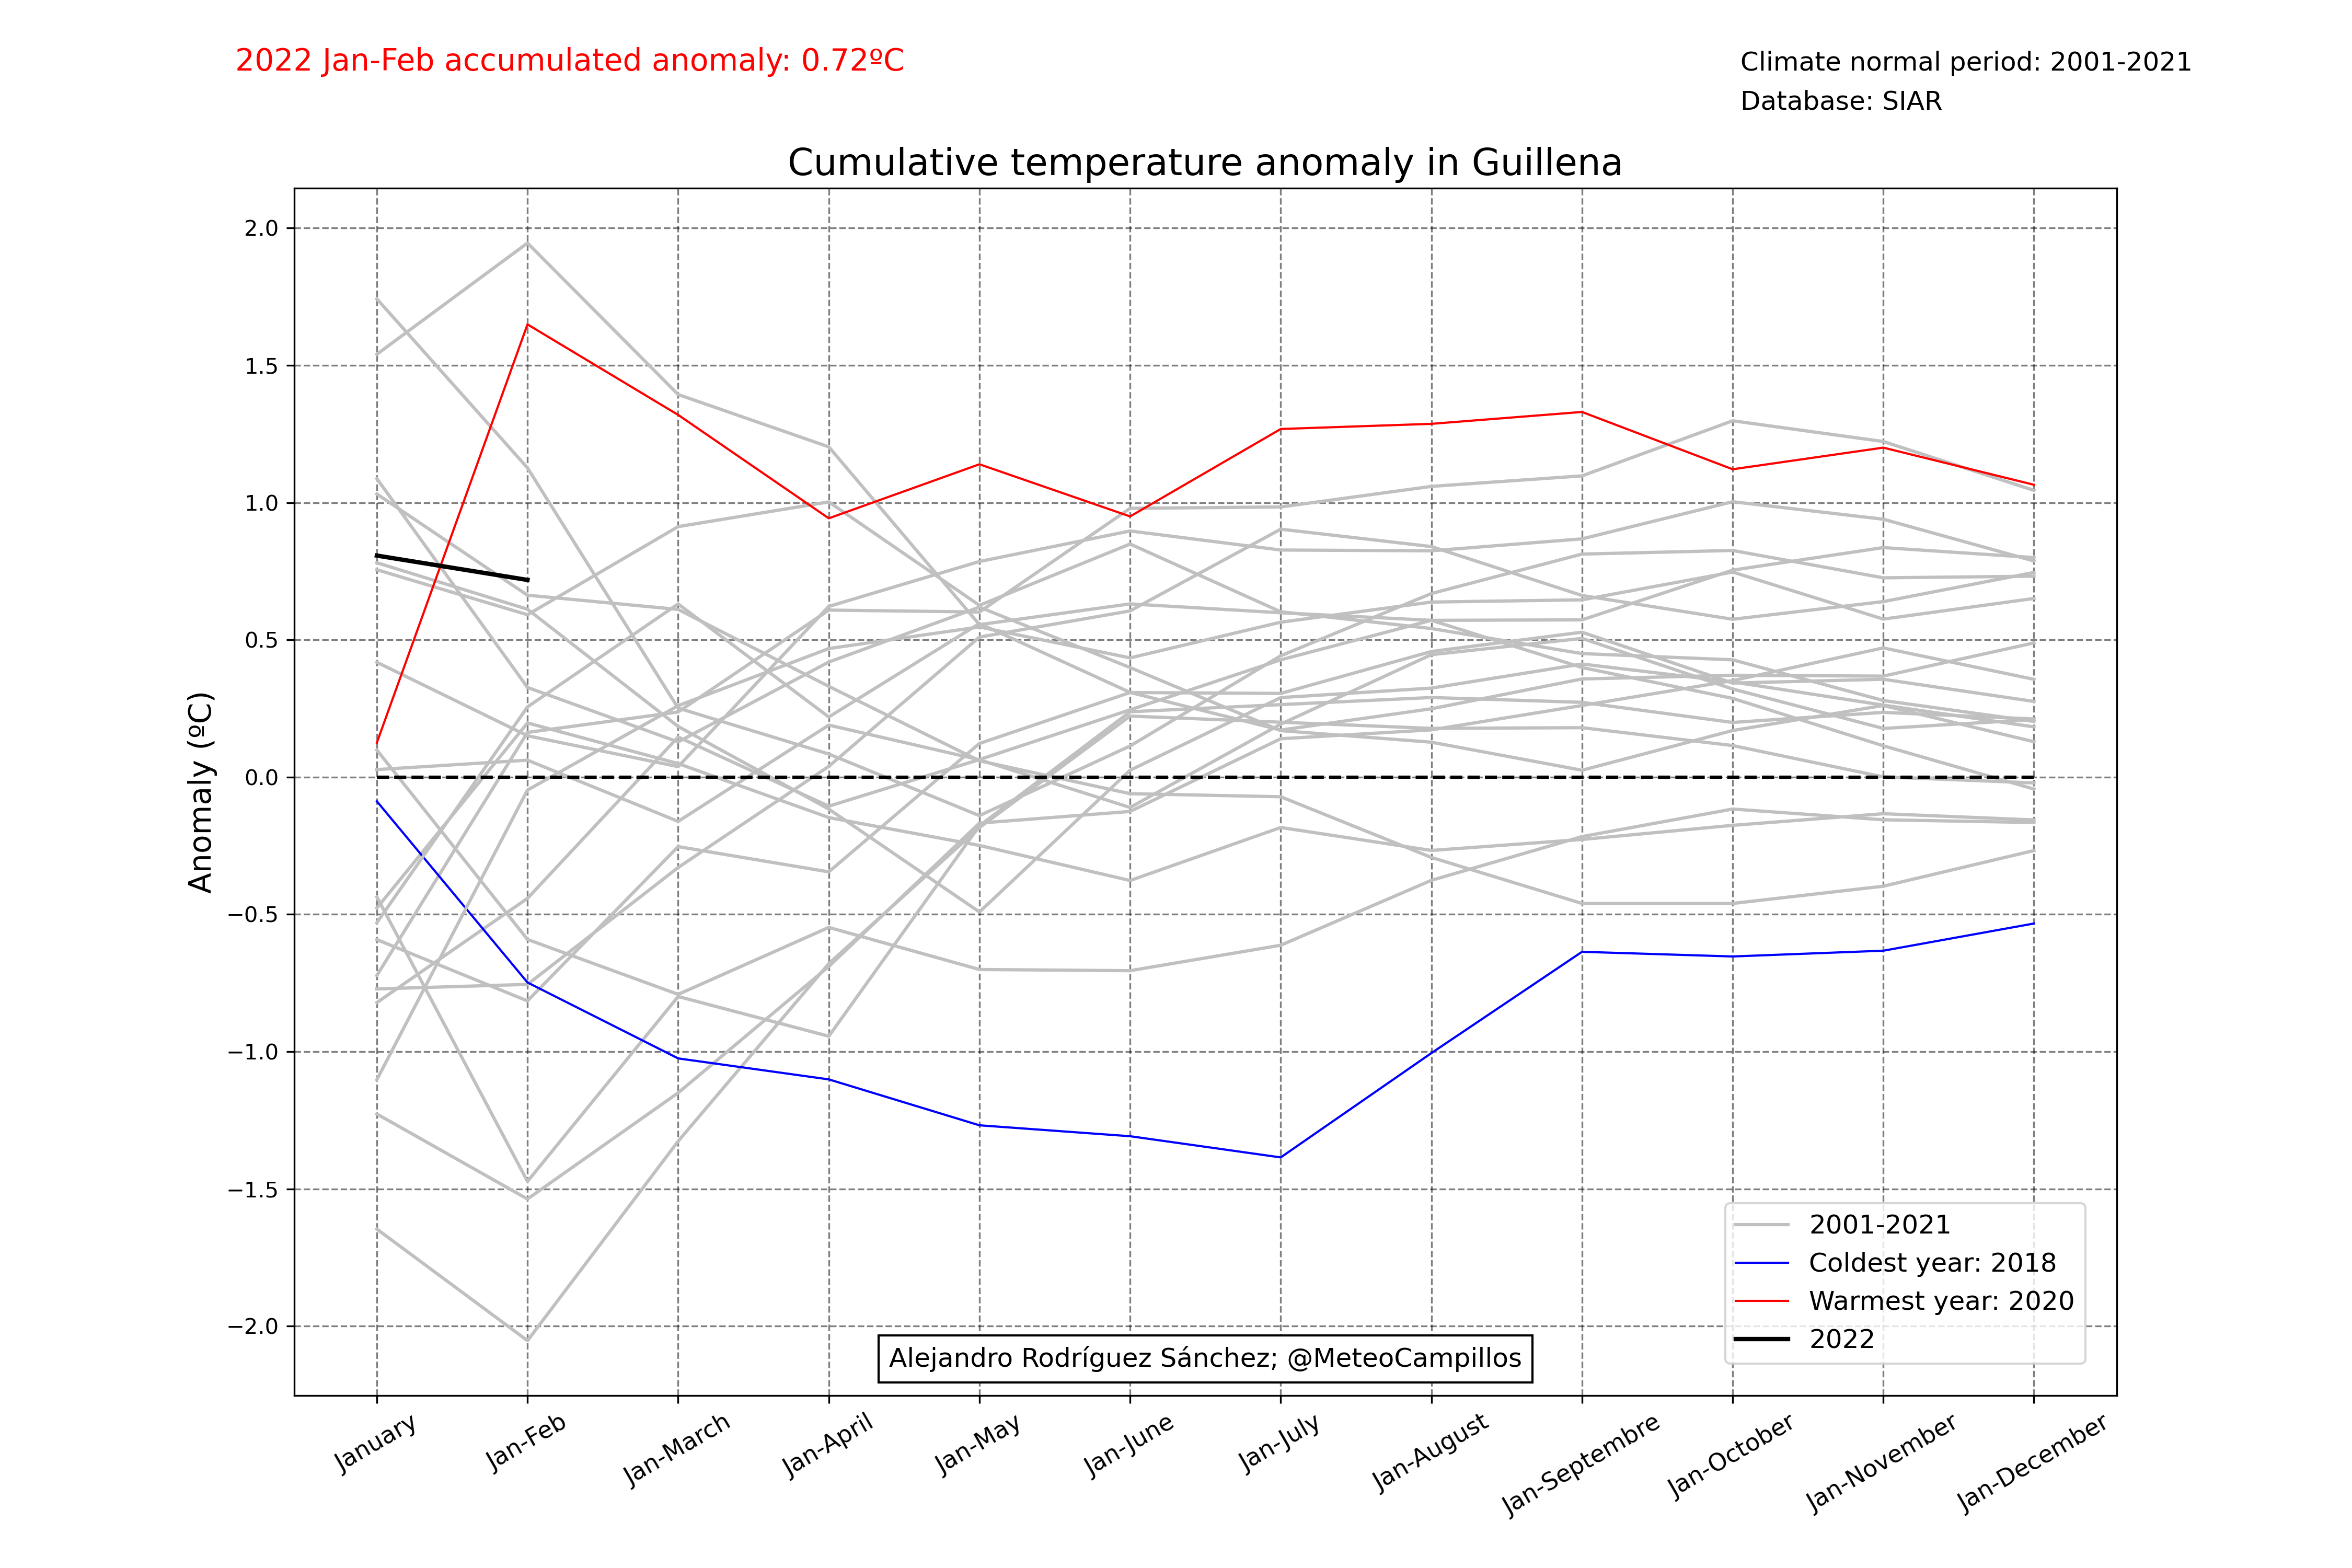 2022 Jan-Feb accumulated anomaly: 0.72ºC
Climate normal period: 2001-2021
Database: SIAR
Cumulative temperature anomaly in Guillena
Anomaly (ºC)
2.0
1.5
1.0
0.5
0.0
−0.5
−1.0
−1.5
−2.0
2001-2021
Coldest year: 2018
Warmest year: 2020
2022
Alejandro Rodríguez Sánchez; @MeteoCampillos
January
Jan-Feb
Jan-March
Jan-April
Jan-May
Jan-June
Jan-July
Jan-August
Jan-Septembre
Jan-October
Jan-November
Jan-December